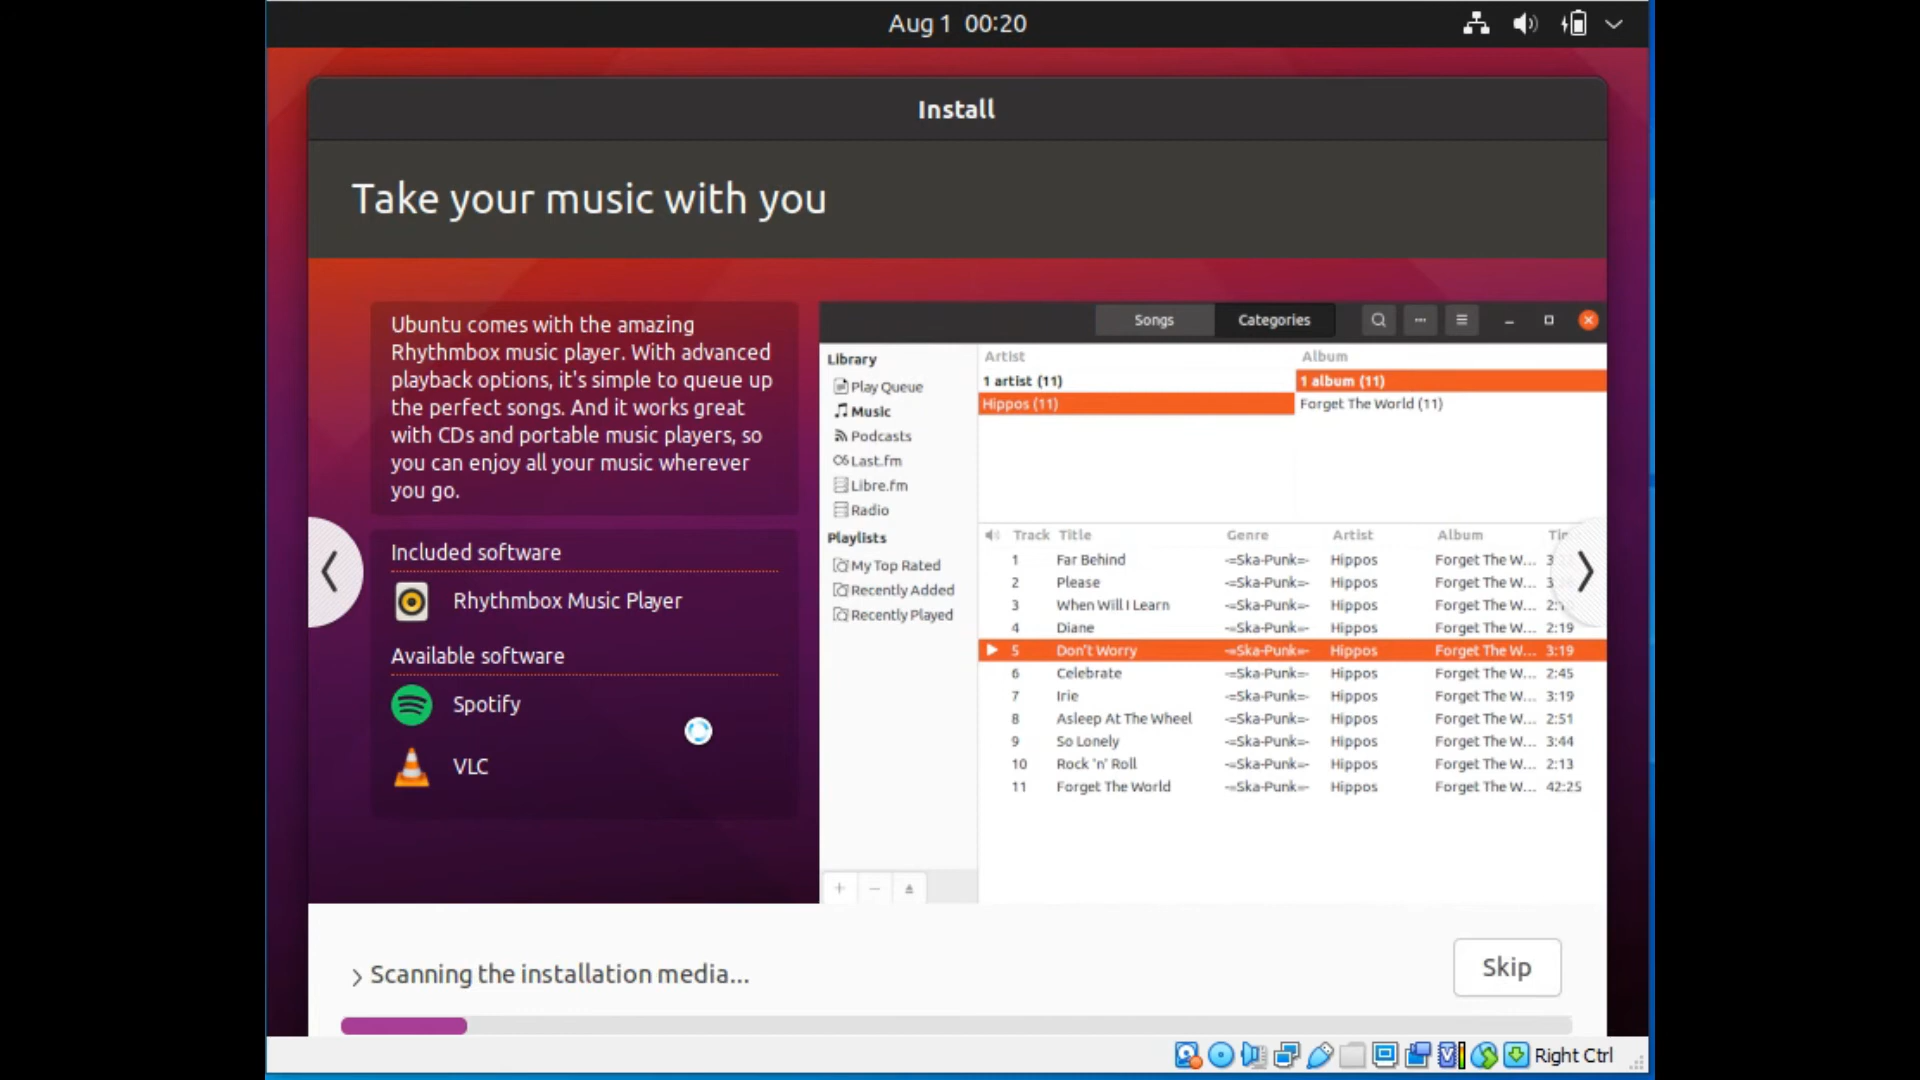 Aug 1 00:20
Install
Take your music with you
Ubuntu comes with the amazing
Rhythmbox music player. With advanced
playback options, it's simple to queue up
the perfect songs. And it works great
with CDs and portable music players, so
you can enjoy all your music wherever
you go.
Included software
Rhythmbox Music Player
Available software
Spotify
VLC
Songs Categories
Library
Play Queue
Music
Podcasts
Last.fm
Libre.fm
Radio
Playlists
My Top Rated
Recently Added
Recently Played
Artist Album
1 artist (11) 1 album (11)
Hippos (11) Forget The World (11)
Track Title Genre Artist Album
1 Far Behind -=Ska-Punk=- Hippos Forget The W...
2 Please -=Ska-Punk=- Hippos Forget The W...
3 When Will I Learn -=Ska-Punk=- Hippos Forget The W...
4 Diane -=Ska-Punk=- Hippos Forget The W... 2:19
5 Don't Worry -=Ska-Punk=- Hippos Forget The W... 3:19
6 Celebrate -=Ska-Punk=- Hippos Forget The W... 2:45
7 Irie -=Ska-Punk=- Hippos Forget The W... 3:19
8 Asleep At The Wheel -=Ska-Punk=- Hippos Forget The W... 2:51
9 So Lonely -=Ska-Punk=- Hippos Forget The W... 3:44
10 Rock 'n' Roll -=Ska-Punk=- Hippos Forget The W... 2:13
11 Forget The World -=Ska-Punk=- Hippos Forget The W... 42:25
Scanning the installation media...
Skip
Right Ctrl